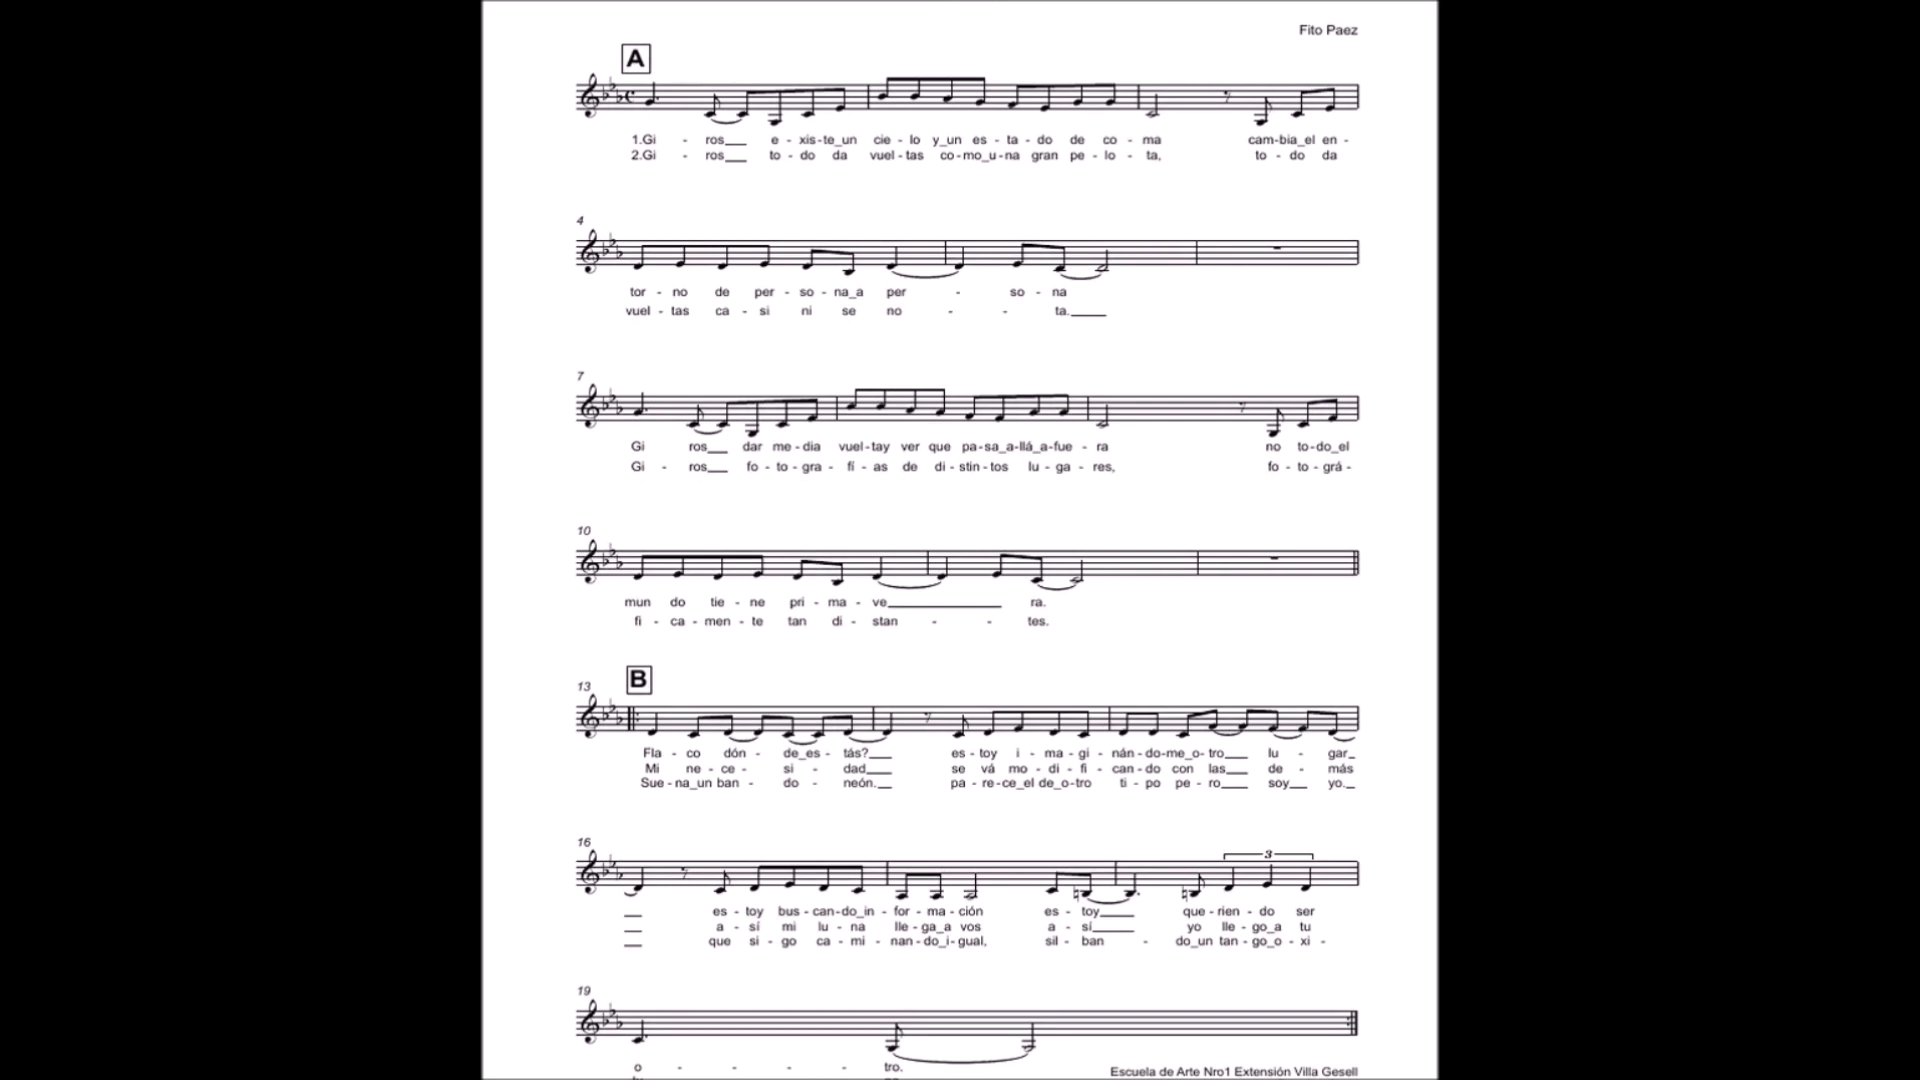 Fito Paez
A
1.Gi - ros___ e - xis-te_un cie - lo y_un es - ta - do de co - ma cam-bia_el en -
2.Gi - ros___ to - do da vuel - tas co-mo_u-na gran pe - lo - ta, to - do da
4
tor - no de per - so - na_a per - so - na
vuel - tas ca - si ni se no - - ta.____
7
Gi ros___ dar me - dia vuel-tay ver que pa-sa_a-llá_a-fue - ra no to-do_el
Gi - ros___ fo - to - gra - fí - as de di - stin - tos lu - ga - res, fo - to - grá -
10
mun do tie - ne pri - ma - ve________________ ra.
fi - ca - men - te tan di - stan - - tes.
B
13
Fla - co dón - de_es - tás?___ es - toy i - ma - gi - nán - do-me_o-tro___ lu - gar_
Mi ne - ce - si - dad___ se vá mo - di - fi - can - do con las___ de - más
Sue - na_un ban - do - neón.__ pa - re-ce_el de_o-tro ti - po pe - ro___ soy__ yo._
16
3
__ es - toy bus - can-do_in - for - ma - ción es - toy____ que - rien - do ser
__ a - sí mi lu - na lle - ga_a vos a - sí_____ yo lle - go_a tu
__ que si - go ca - mi - nan - do_i - gual, sil - ban - do_un tan - go_o - xi -
19
o - - - - tro.
Escuela de Arte Nro1 Extensión Villa Gesell